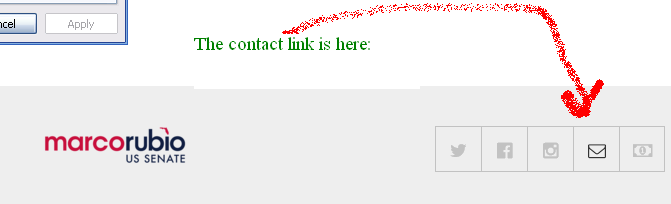 ncel
Apply
The contact link is here:
marcorubio
US SENATE